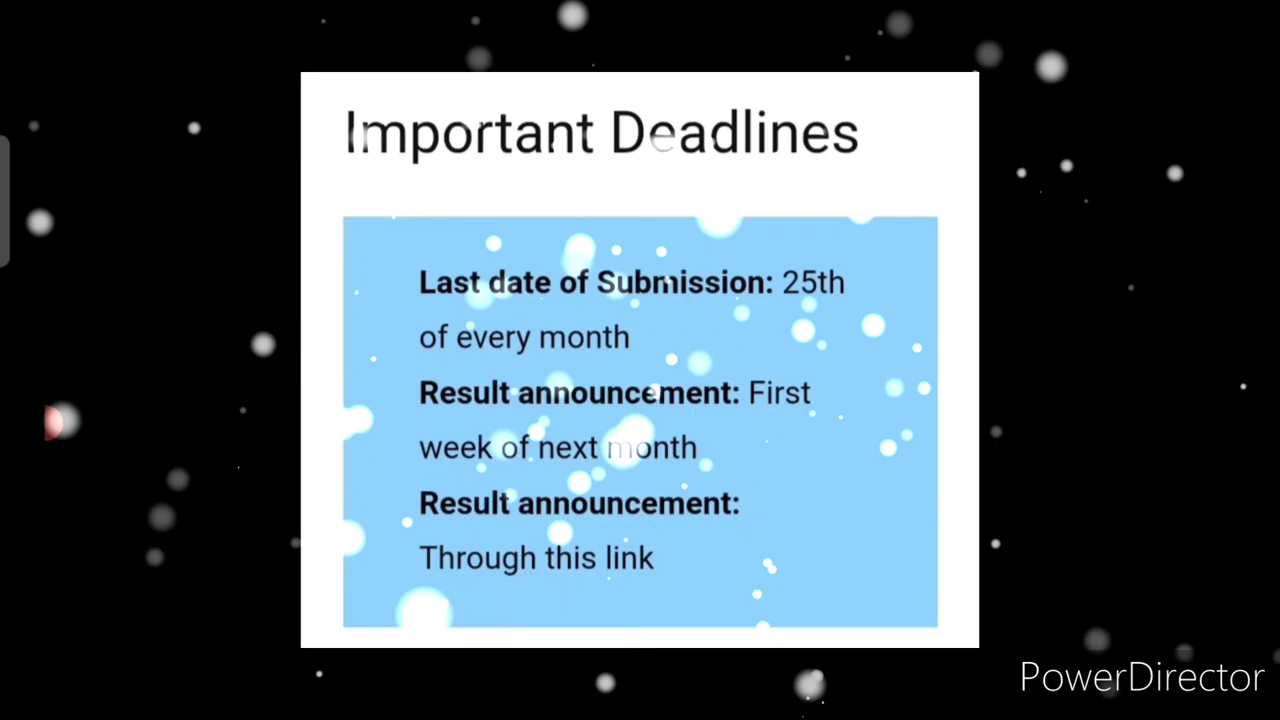 Important Deadlines
Last date of Submission: 25th
of every month
Result announcement: First
week of next month
Result announcement:
Through this link
PowerDirector